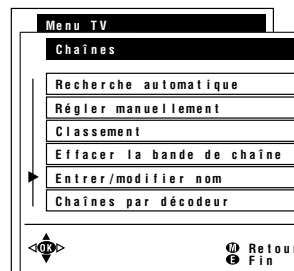 Menu TV
Chaînes
Recherche automatique
Régler manuellement
Classement
Effacer la bande de chaîne
Entrer/modifier nom
Chaînes par décodeur
OK
M Retour
E Fin